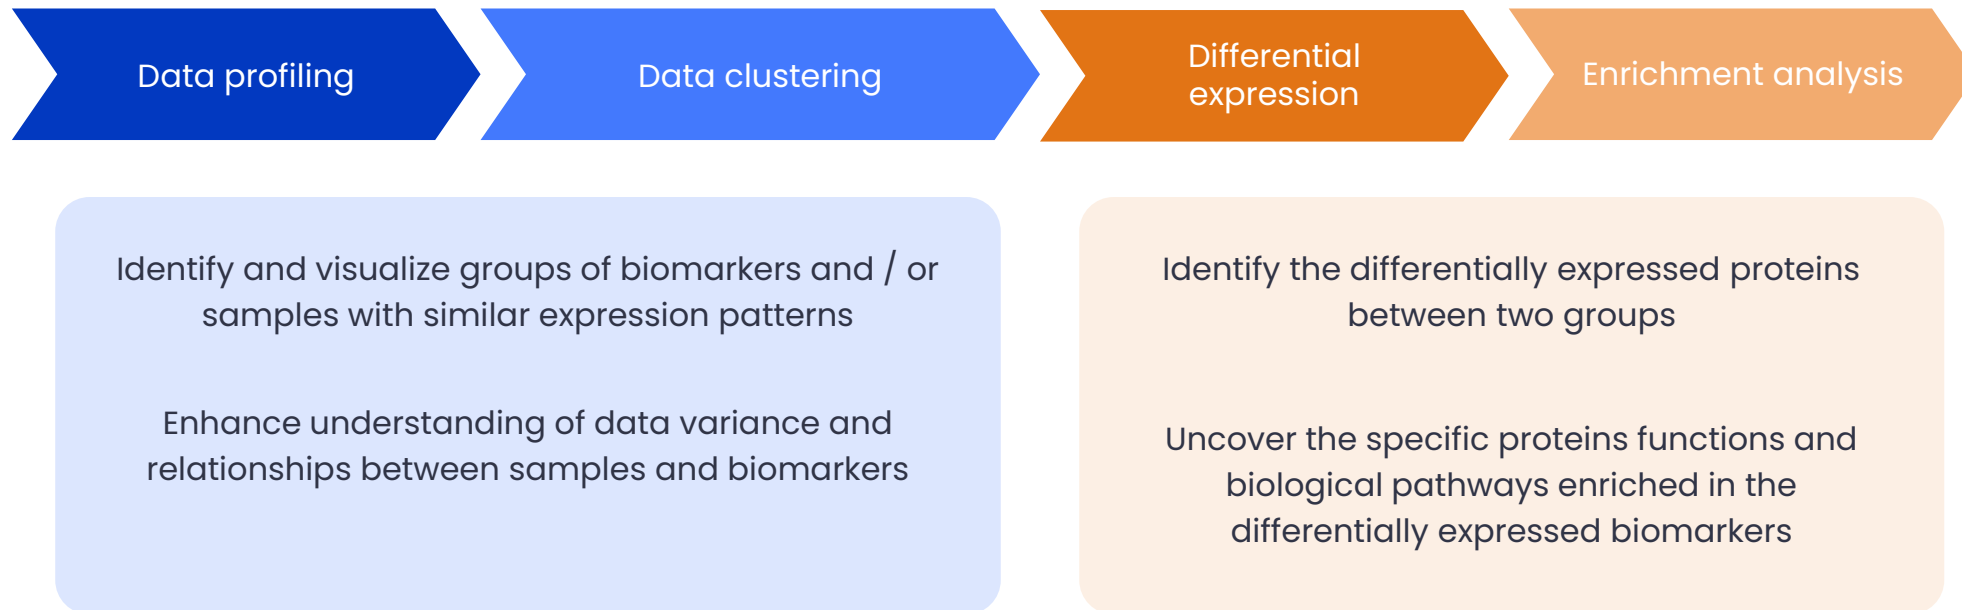 Data profiling
Data clustering
Differential
expression
Enrichment analysis
Identify and visualize groups of biomarkers and / or
samples with similar expression patterns
Enhance understanding of data variance and
relationships between samples and biomarkers
Identify the differentially expressed proteins
between two groups
Uncover the specific proteins functions and
biological pathways enriched in the
differentially expressed biomarkers